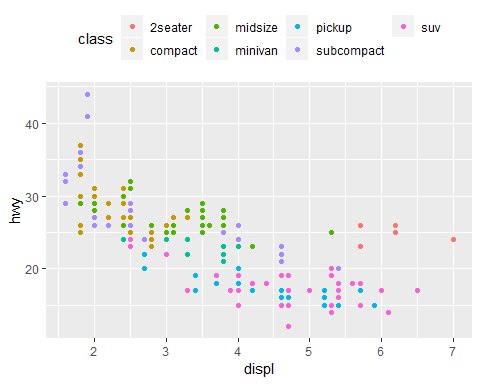 class
2seater midsize pickup suv
compact minivan subcompact
hwy
40
30
20
2 3 4 5 6 7
displ